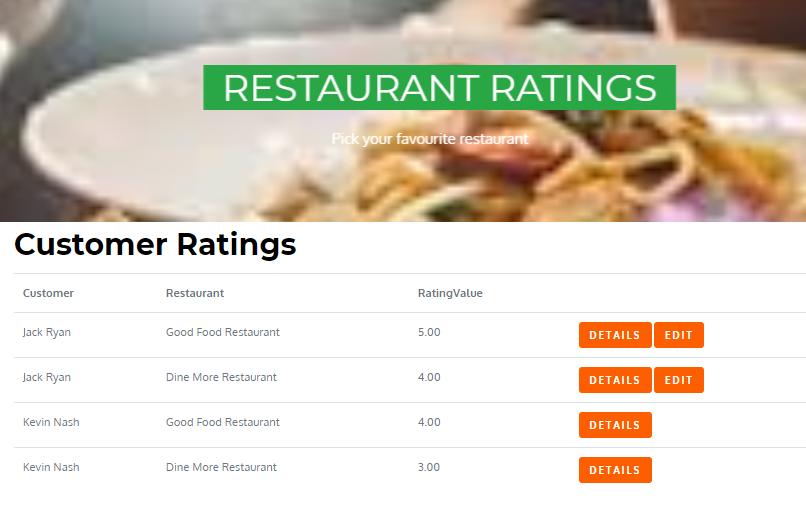 RESTAURANT RATINGS
Pick your favourite restaurant
Customer Ratings
Customer Restaurant RatingValue
Jack Ryan Good Food Restaurant 5.00 DETAILS EDIT
Jack Ryan Dine More Restaurant 4.00 DETAILS EDIT
Kevin Nash Good Food Restaurant 4.00 DETAILS
Kevin Nash Dine More Restaurant 3.00 DETAILS